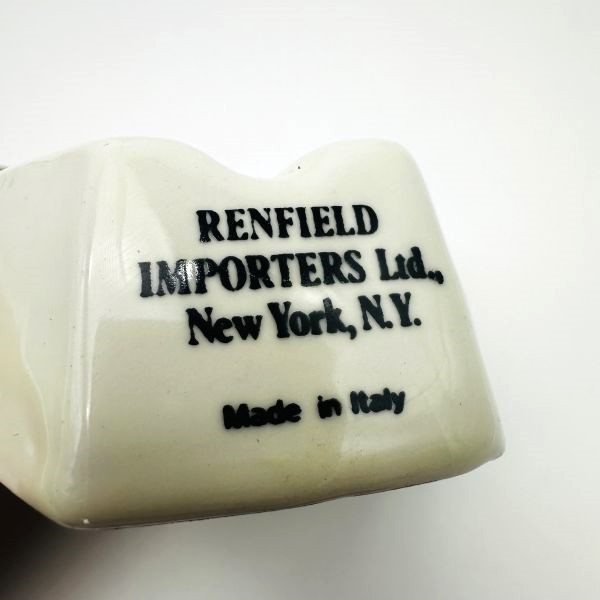 RENFIELD
IMPORTERS Ltd.,
New York, N.Y.
Made in Italy